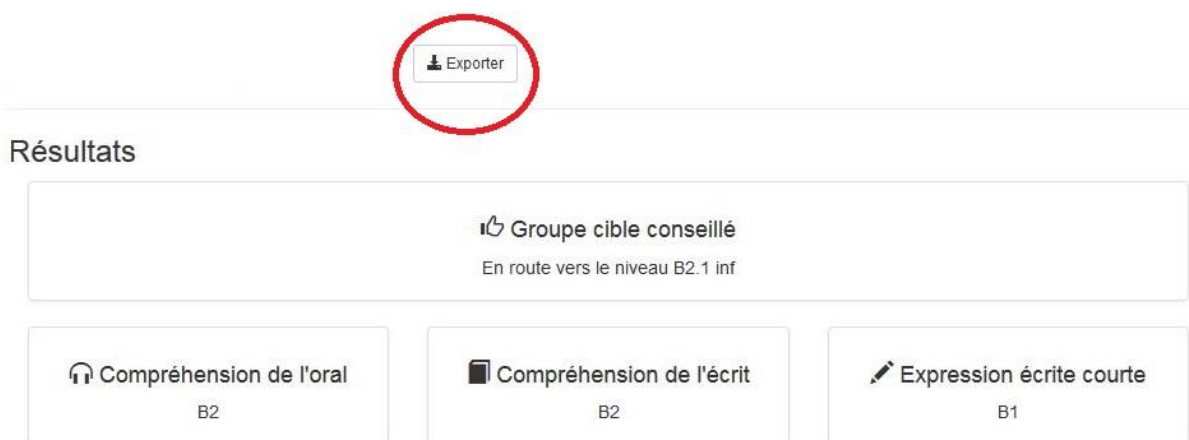 Exporter
Résultats
Groupe cible conseillé
En route vers le niveau B2.1 inf
Compréhension de l'oral
B2
Compréhension de l'écrit
B2
Expression écrite courte
B1